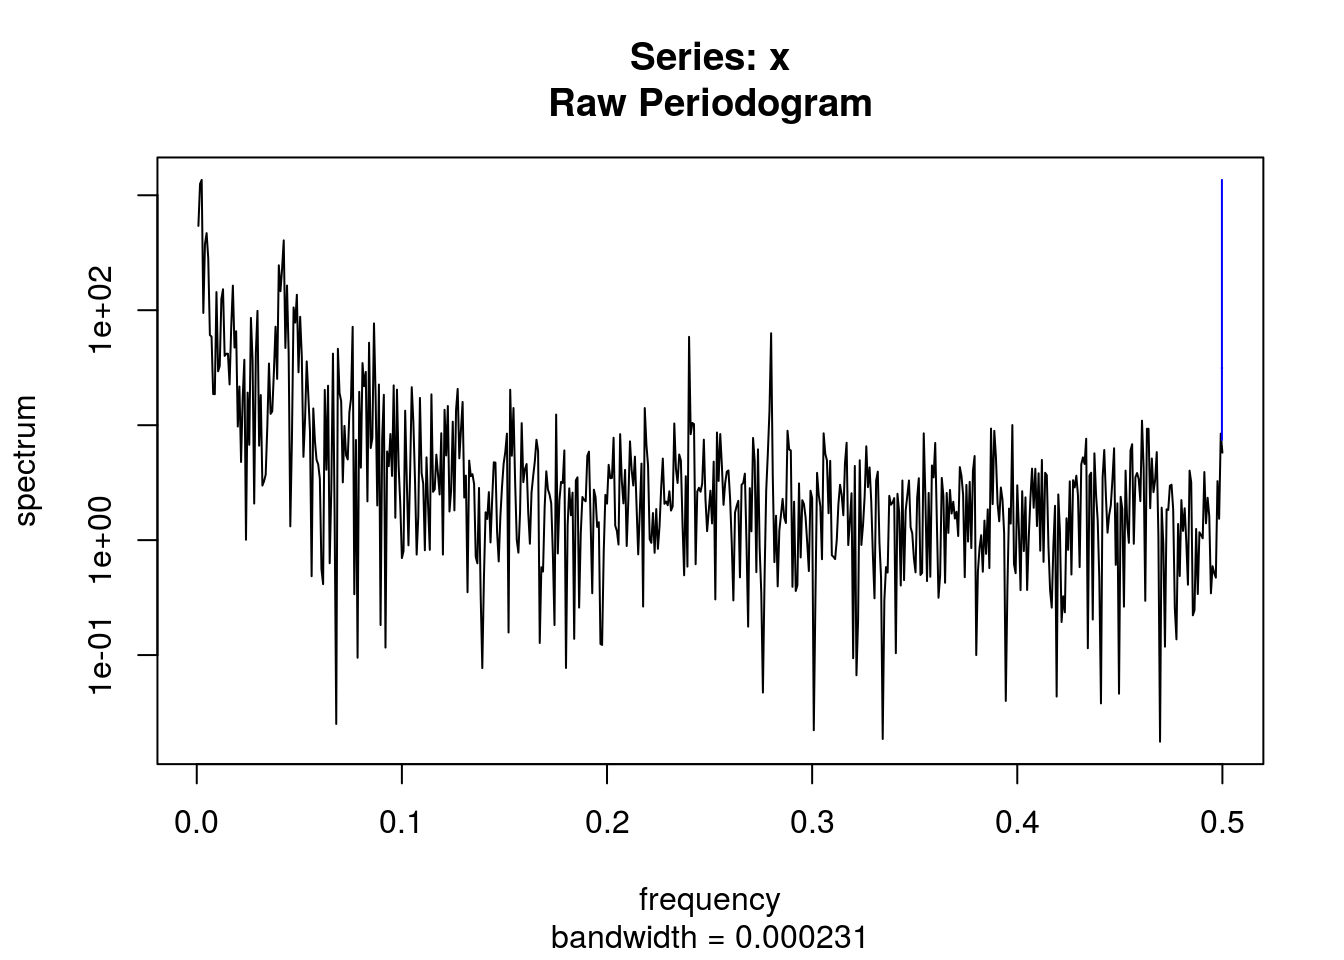 Series: x
Raw Periodogram
spectrum
1e+02
1e+00
1e-01
0.0 0.1 0.2 0.3 0.4 0.5
frequency
bandwidth = 0.000231